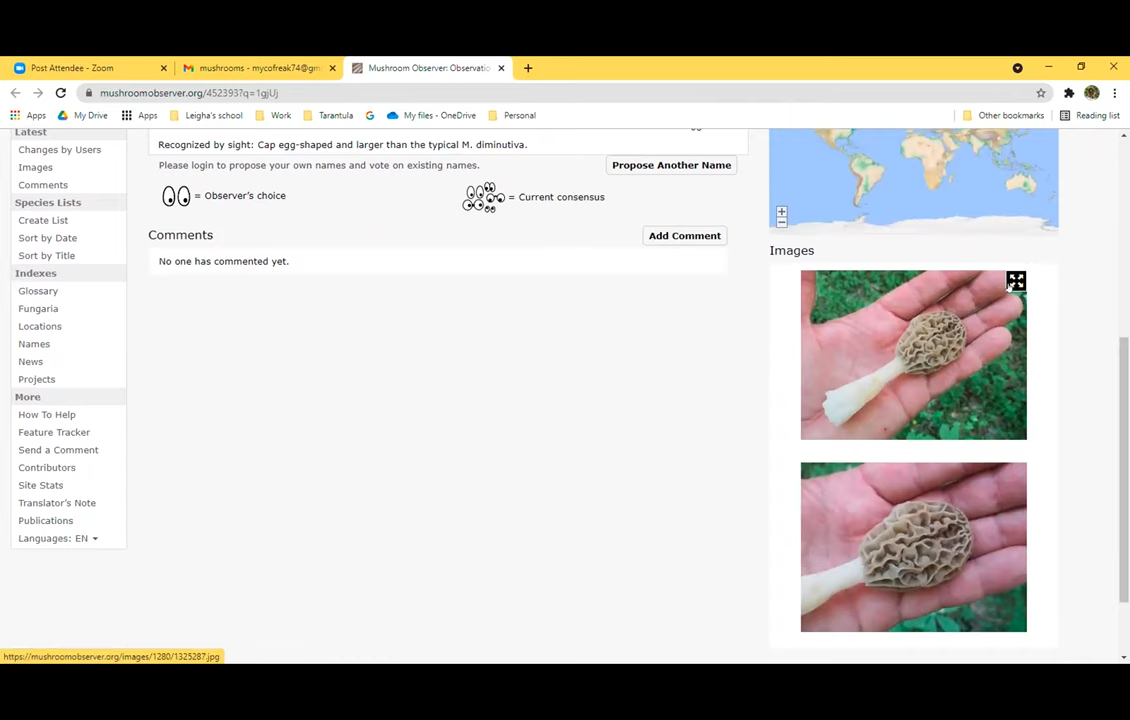 Post Attendee - Zoom
mushrooms - mycofreak74@gm
Mushroom Observer: Observatio
mushroomobserver.org/452393?q=1gjUj
Apps
My Drive
Apps
Leigha's school
Work
Tarantula
My files - OneDrive
Personal
Other bookmarks
Reading list
Latest
Changes by Users
Images
Comments
Species Lists
Create List
Sort by Date
Sort by Title
Indexes
Glossary
Fungaria
Locations
Names
News
Projects
More
How To Help
Feature Tracker
Send a Comment
Contributors
Site Stats
Translator's Note
Publications
Languages: EN
Recognized by sight: Cap egg-shaped and larger than the typical M. diminutiva.
Please login to propose your own names and vote on existing names.
Propose Another Name
= Observer's choice
= Current consensus
Comments
Add Comment
No one has commented yet.
Images
https://mushroomobserver.org/images/1280/1325287.jpg